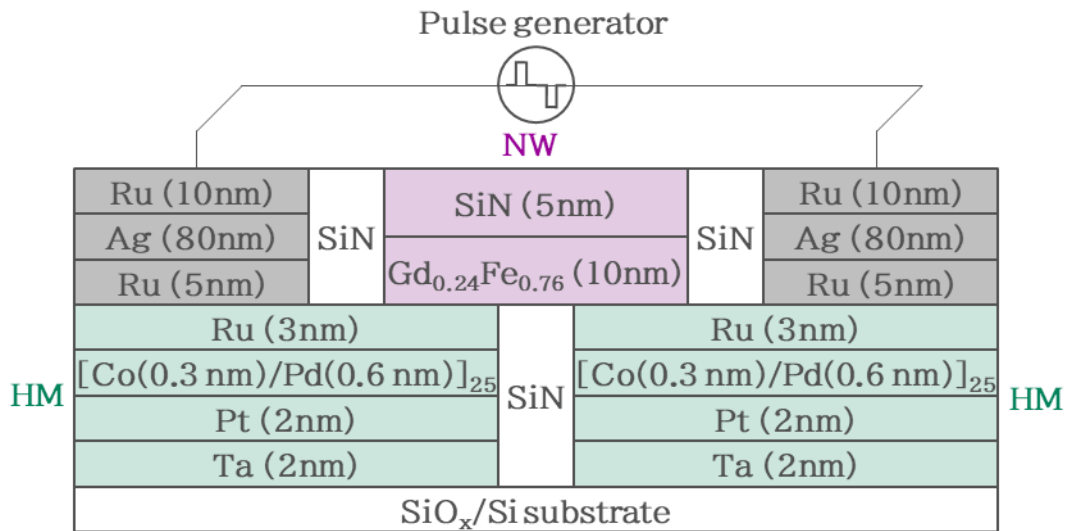 Pulse generator
NW
Ru (10nm)
SiN (5nm)
Ru (10nm)
Ag (80nm)
SiN
SiN
Ag (80nm)
Ru (5nm)
Gd0.24Fe0.76 (10nm)
Ru (5nm)
Ru (3nm)
Ru (3nm)
HM
[Co(0.3 nm)/Pd(0.6 nm)]25
SiN
[Co(0.3 nm)/Pd(0.6 nm)]25
HM
Pt (2nm)
Pt (2nm)
Ta (2nm)
Ta (2nm)
SiOx/Si substrate